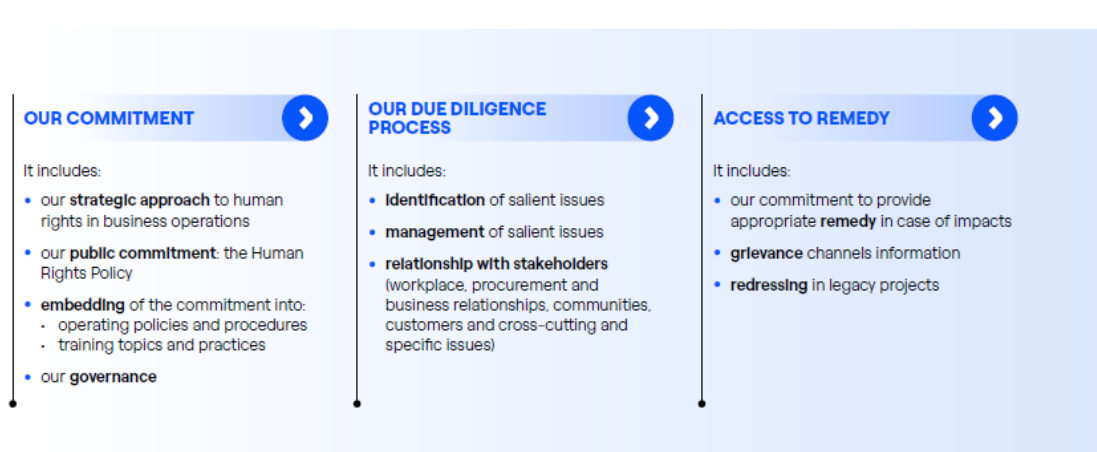 OUR COMMITMENT
It includes:
• our strategic approach to human
rights in business operations
• our public commitment: the Human
Rights Policy
• embedding of the commitment into:
• operating policies and procedures
• training topics and practices
• our governance
OUR DUE DILIGENCE
PROCESS
It includes:
• identification of salient issues
• management of salient issues
• relationship with stakeholders
(workplace, procurement and
business relationships, communities,
customers and cross-cutting and
specific issues)
ACCESS TO REMEDY
It includes:
• our commitment to provide
appropriate remedy in case of impacts
• grievance channels information
• redressing in legacy projects